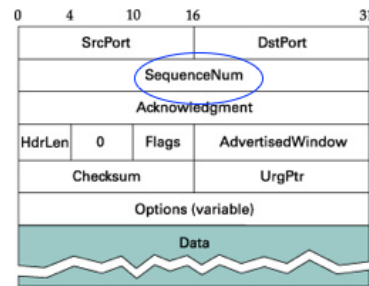 0 4 10 16 31
SrcPort DstPort
SequenceNum
Acknowledgment
HdrLen 0 Flags AdvertisedWindow
Checksum UrgPtr
Options (variable)
Data